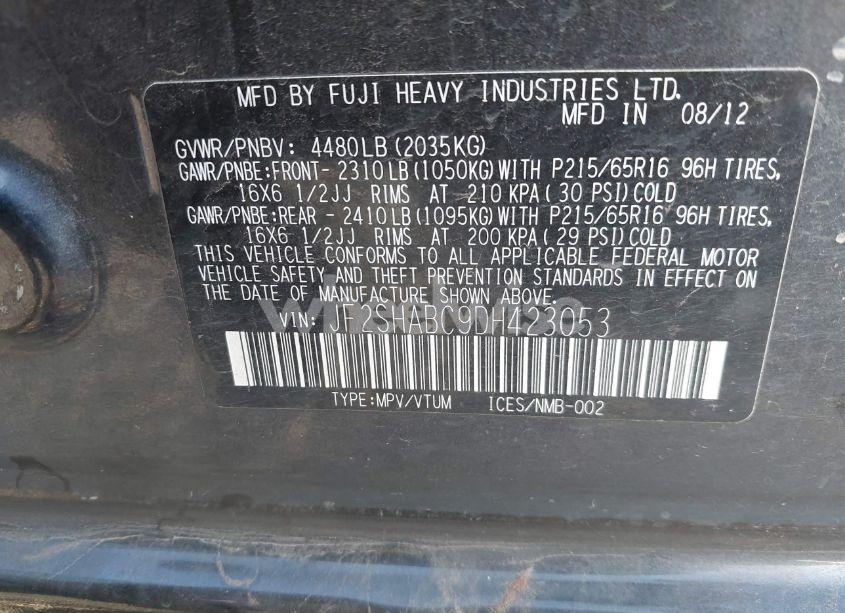 MFD BY FUJI HEAVY INDUSTRIES LTD.
MFD IN 08/12
GVWR/PNBV: 4480LB(2035KG)
GAWR/PNBE:FRONT- 2310LB(1050KG)WITH P215/65R16 96H TIRES,
16X6 1/2JJ RIMS AT 210 KPA(30 PSI)COLD
GAWR/PNBE:REAR - 2410LB(1095KG)WITH P215/65R16 96H TIRES,
16X6 1/2JJ RIMS AT 200 KPA(29 PSI)COLD
THIS VEHICLE CONFORMS TO ALL APPLICABLE FEDERAL MOTOR
VEHICLE SAFETY AND THEFT PREVENTION STANDARDS IN EFFECT ON
THE DATE OF MANUFACTURE SHOWN ABOVE.
VIN: JF2SHABC9DH423053
TYPE:MPV/VTUM ICES/NMB-002